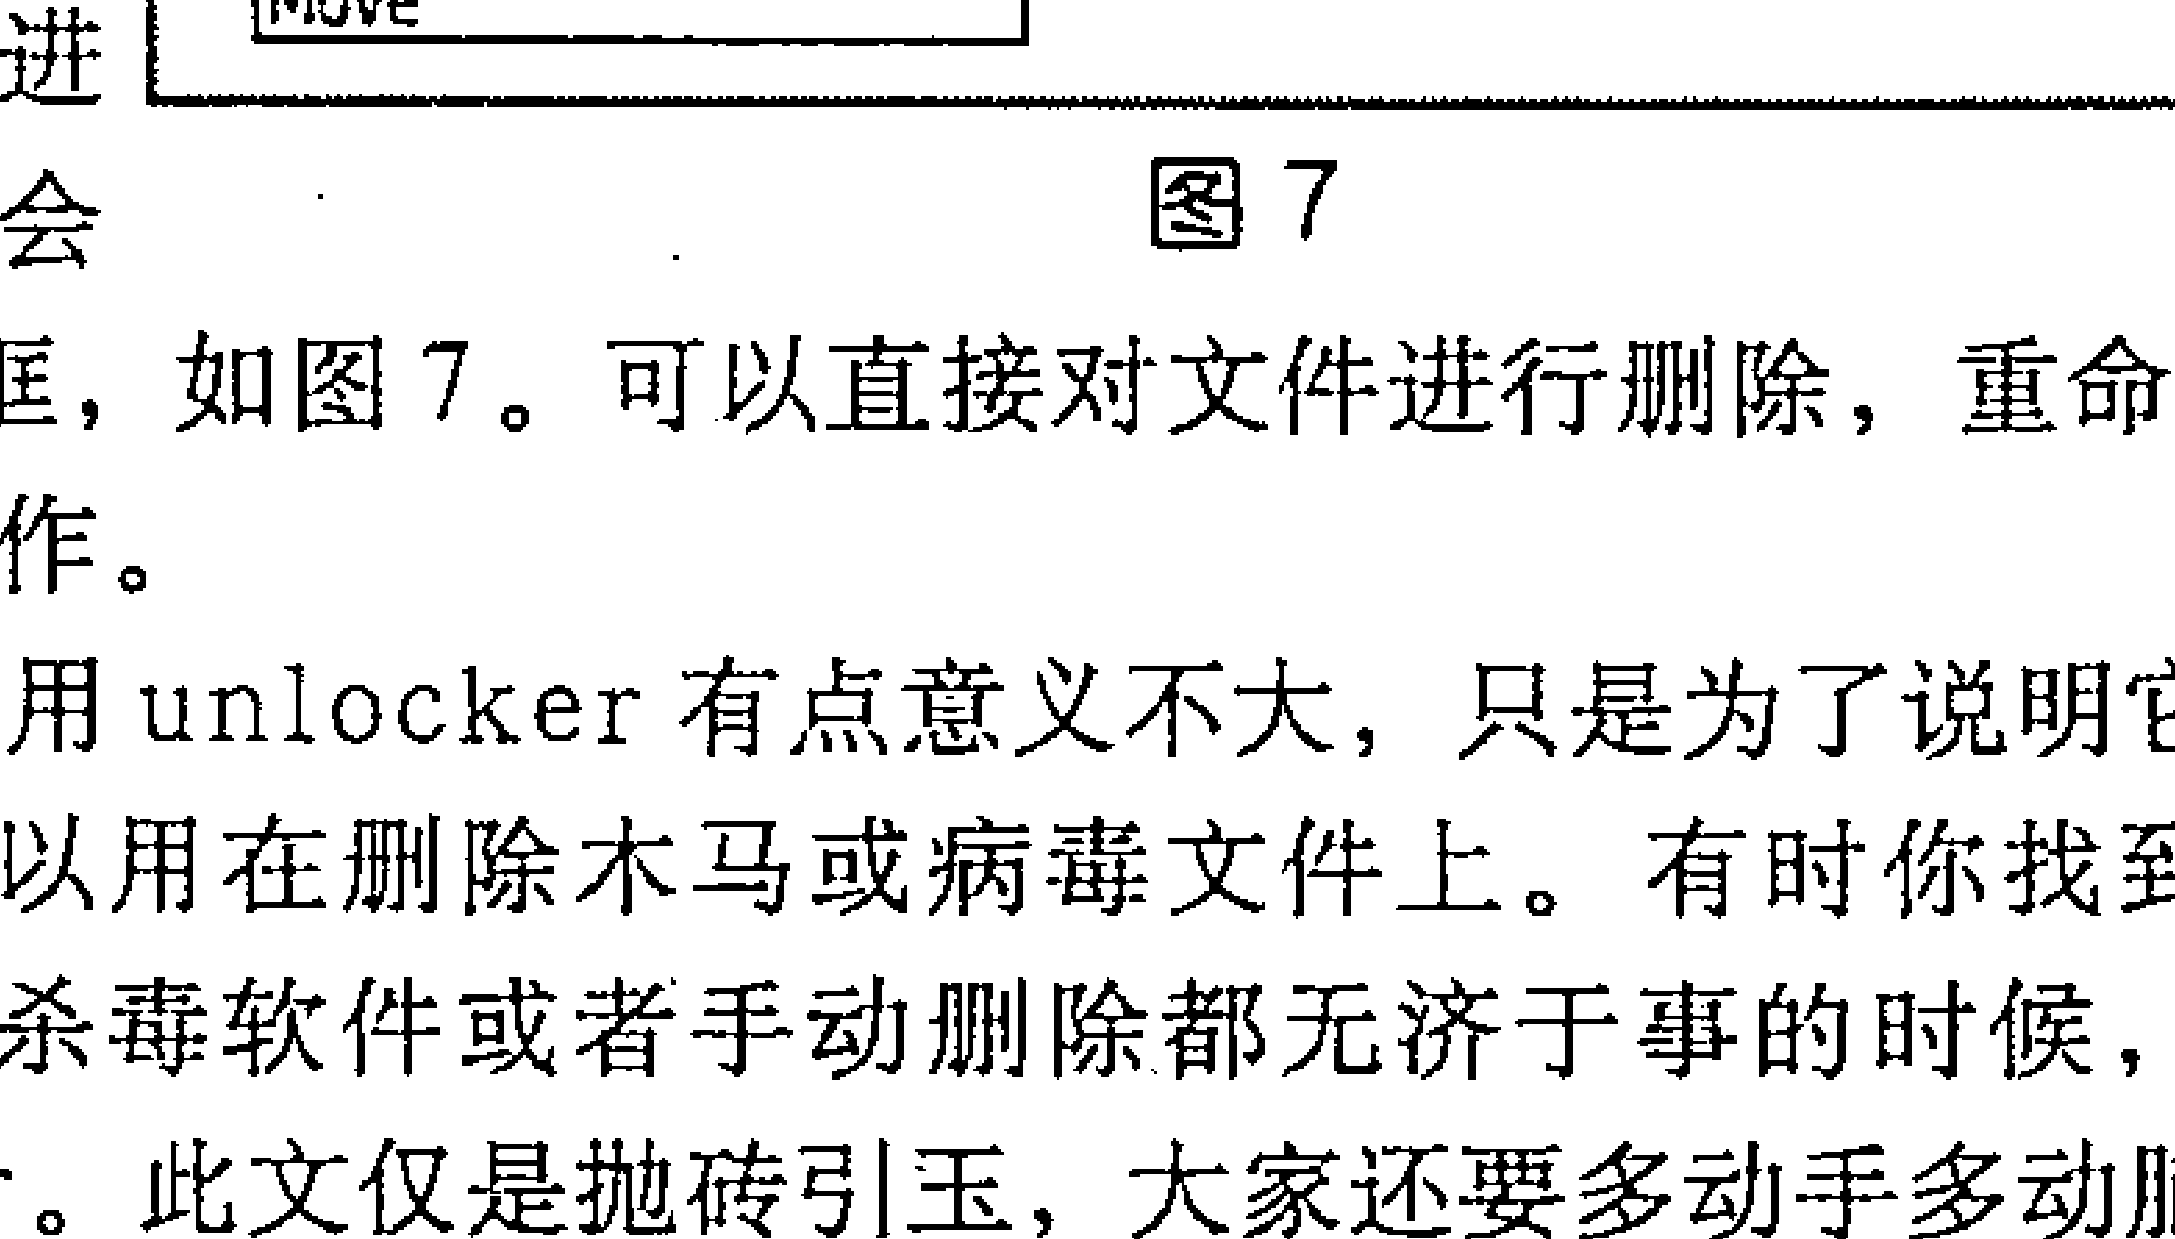 Move
进
会
图 7
框，如图 7。可以直接对文件进行删除，重命
作。
用 unlocker 有点意义不大，只是为了说明它
以用在删除木马或病毒文件上。有时你找到
杀毒软件或者手动删除都无济于事的时候，
。此文仅是抛砖引玉，大家还要多动手多动脑